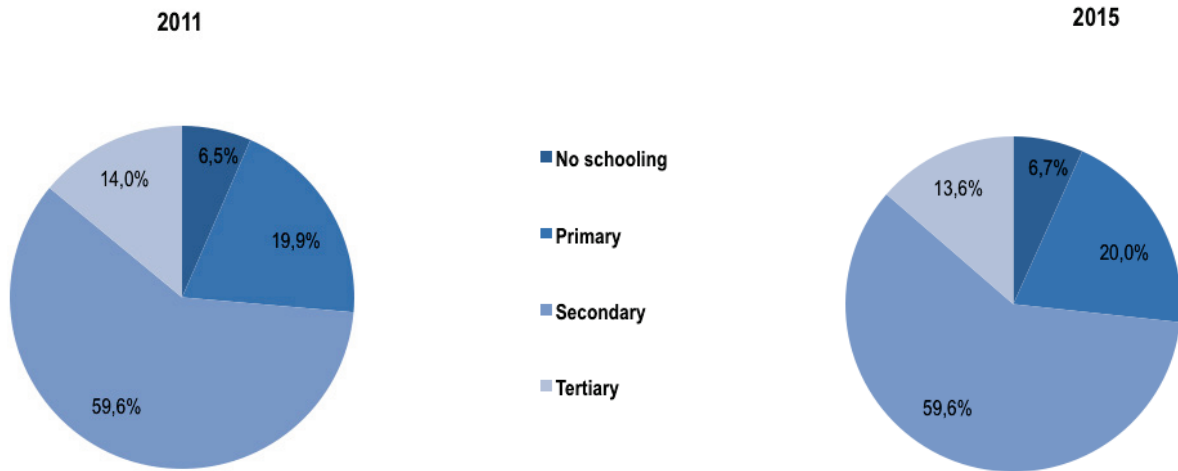 2011
2015
6,5%
14,0%
19,9%
59,6%
No schooling
Primary
Secondary
Tertiary
6,7%
13,6%
20,0%
59,6%